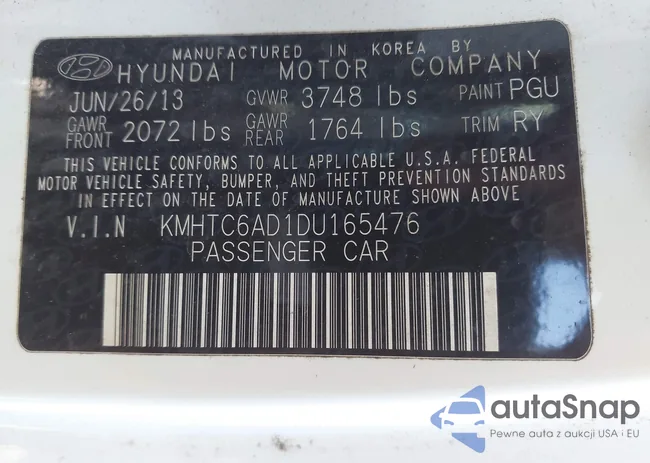 MANUFACTURED IN KOREA BY
HYUNDAI MOTOR COMPANY
JUN/26/13 GVWR 3748 lbs PAINT PGU
GAWR FRONT 2072 lbs GAWR REAR 1764 lbs TRIM RY
THIS VEHICLE CONFORMS TO ALL APPLICABLE U.S.A. FEDERAL
MOTOR VEHICLE SAFETY, BUMPER, AND THEFT PREVENTION STANDARDS
IN EFFECT ON THE DATE OF MANUFACTURE SHOWN ABOVE
V.I.N KMHTC6AD1DU165476
PASSENGER CAR
autaSnap
Pewne auta z aukcji USA i EU